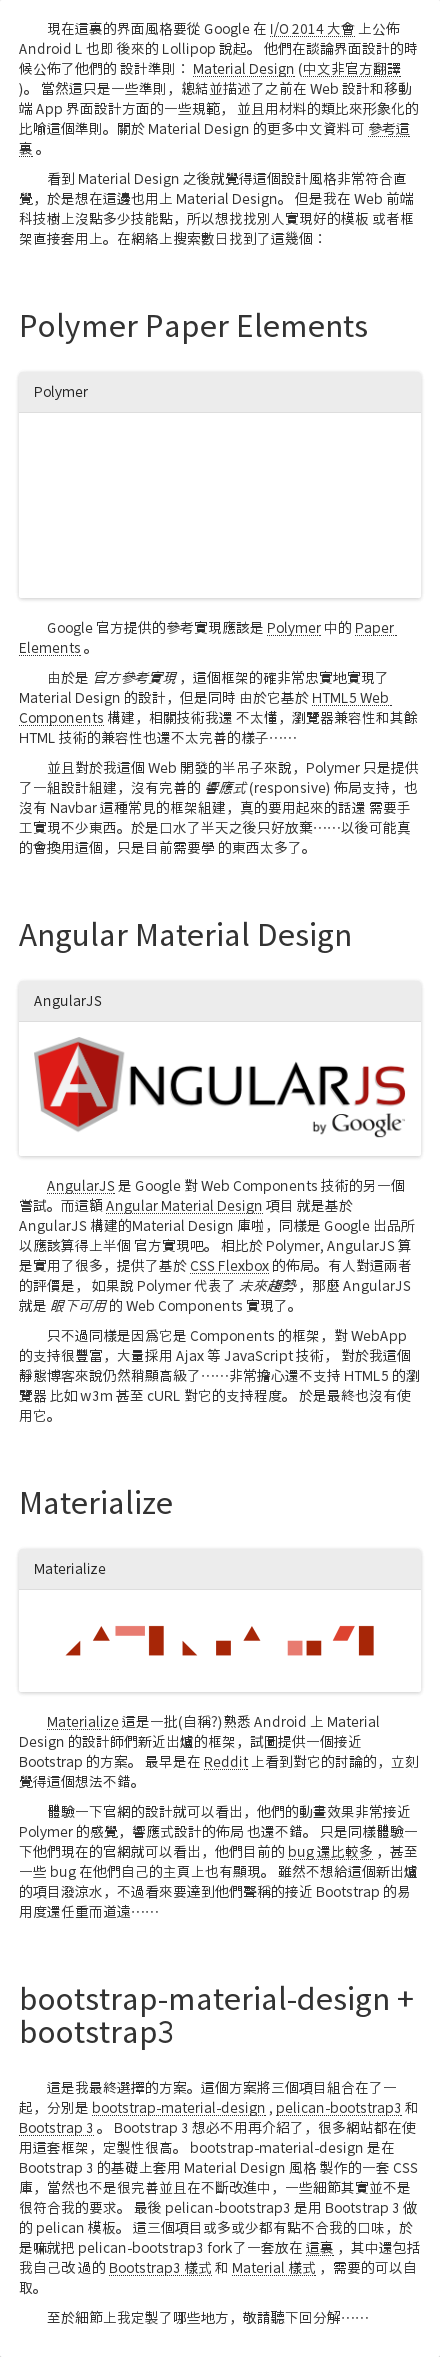 現在這裏的界面風格要從 Google 在 I/O 2014 大會 上公佈
Android L 也即 後來的 Lollipop 說起。 他們在談論界面設計的時
候公佈了他們的 設計準則： Material Design (中文非官方翻譯
)。 當然這只是一些準則，總結並描述了之前在 Web 設計和移動
端 App 界面設計方面的一些規範， 並且用材料的類比來形象化的
比喻這個準則。關於 Material Design 的更多中文資料可 參考這
裏 。
看到 Material Design 之後就覺得這個設計風格非常符合直
覺，於是想在這邊也用上 Material Design。 但是我在 Web 前端
科技樹上沒點多少技能點，所以想找找別人實現好的模板 或者框
架直接套用上。在網絡上搜索數日找到了這幾個：
Polymer Paper Elements
Polymer
Google 官方提供的參考實現應該是 Polymer 中的 Paper
Elements 。
由於是 官方參考實現 ，這個框架的確非常忠實地實現了
Material Design 的設計，但是同時 由於它基於 HTML5 Web
Components 構建，相關技術我還 不太懂，瀏覽器兼容性和其餘
HTML 技術的兼容性也還不太完善的樣子……
並且對於我這個 Web 開發的半吊子來說，Polymer 只是提供
了一組設計組建，沒有完善的 響應式 (responsive) 佈局支持，也
沒有 Navbar 這種常見的框架組建，真的要用起來的話還 需要手
工實現不少東西。於是口水了半天之後只好放棄……以後可能真
的會換用這個，只是目前需要學 的東西太多了。
Angular Material Design
AngularJS
ANGULARJS
by Google
AngularJS 是 Google 對 Web Components 技術的另一個
嘗試。而這額 Angular Material Design 項目 就是基於
AngularJS 構建的Material Design 庫啦，同樣是 Google 出品所
以應該算得上半個 官方實現吧。 相比於 Polymer, AngularJS 算
是實用了很多，提供了基於 CSS Flexbox 的佈局。有人對這兩者
的評價是， 如果說 Polymer 代表了 未來趨勢 ，那麼 AngularJS
就是 眼下可用 的 Web Components 實現了。
只不過同樣是因爲它是 Components 的框架，對 WebApp
的支持很豐富，大量採用 Ajax 等 JavaScript 技術， 對於我這個
靜態博客來說仍然稍顯高級了……非常擔心還不支持 HTML5 的瀏
覽器 比如 w3m 甚至 cURL 對它的支持程度。 於是最終也沒有使
用它。
Materialize
Materialize
Materialize 這是一批(自稱?)熟悉 Android 上 Material
Design 的設計師們新近出爐的框架，試圖提供一個接近
Bootstrap 的方案。 最早是在 Reddit 上看到對它的討論的，立刻
覺得這個想法不錯。
體驗一下官網的設計就可以看出，他們的動畫效果非常接近
Polymer 的感覺，響應式設計的佈局 也還不錯。 只是同樣體驗一
下他們現在的官網就可以看出，他們目前的 bug 還比較多 ，甚至
一些 bug 在他們自己的主頁上也有顯現。 雖然不想給這個新出爐
的項目潑涼水，不過看來要達到他們聲稱的接近 Bootstrap 的易
用度還任重而道遠……
bootstrap-material-design +
bootstrap3
這是我最終選擇的方案。這個方案將三個項目組合在了一
起，分別是 bootstrap-material-design , pelican-bootstrap3 和
Bootstrap 3 。 Bootstrap 3 想必不用再介紹了，很多網站都在使
用這套框架，定製性很高。 bootstrap-material-design 是在
Bootstrap 3 的基礎上套用 Material Design 風格 製作的一套 CSS
庫，當然也不是很完善並且在不斷改進中，一些細節其實並不是
很符合我的要求。 最後 pelican-bootstrap3 是用 Bootstrap 3 做
的 pelican 模板。 這三個項目或多或少都有點不合我的口味，於
是嘛就把 pelican-bootstrap3 fork了一套放在 這裏 ，其中還包括
我自己改 過的 Bootstrap3 樣式 和 Material 樣式 ，需要的可以自
取。
至於細節上我定製了哪些地方，敬請聽下回分解……